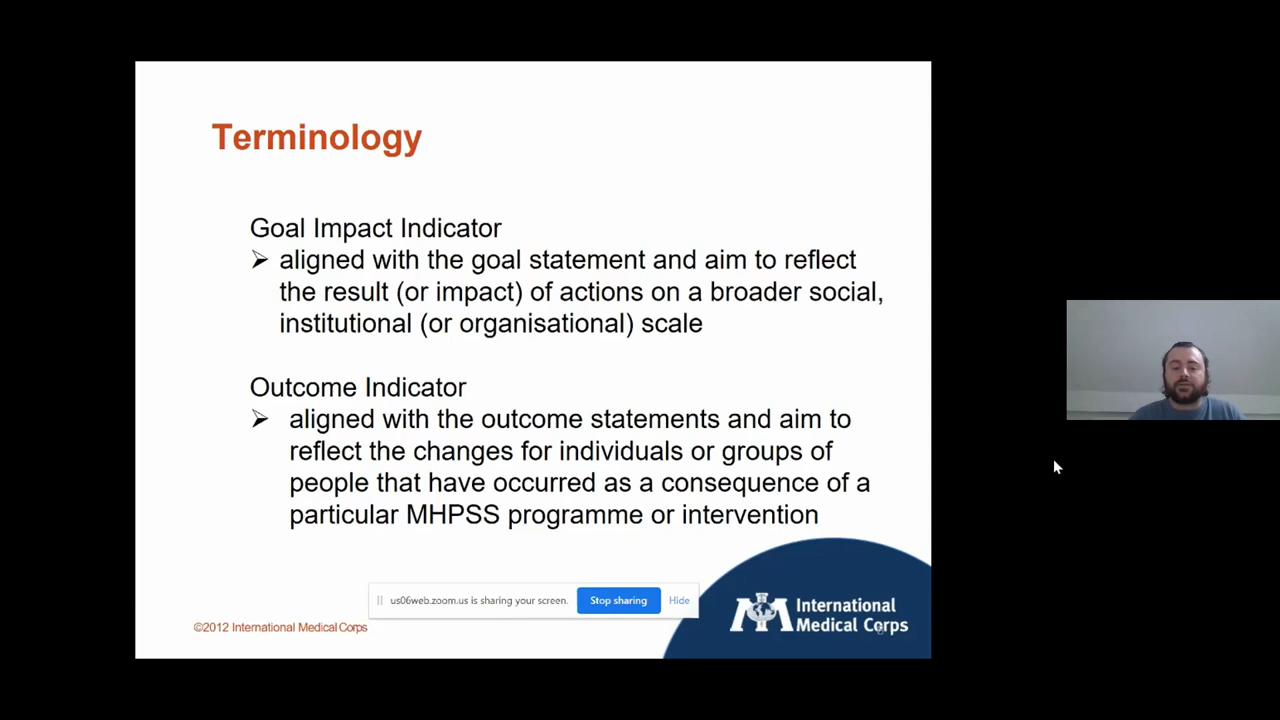 Terminology
Goal Impact Indicator
➢ aligned with the goal statement and aim to reflect
the result (or impact) of actions on a broader social,
institutional (or organisational) scale
Outcome Indicator
➢ aligned with the outcome statements and aim to
reflect the changes for individuals or groups of
people that have occurred as a consequence of a
particular MHPSS programme or intervention
us06web.zoom.us is sharing your screen. Stop sharing Hide
©2012 International Medical Corps
International
Medical Corps